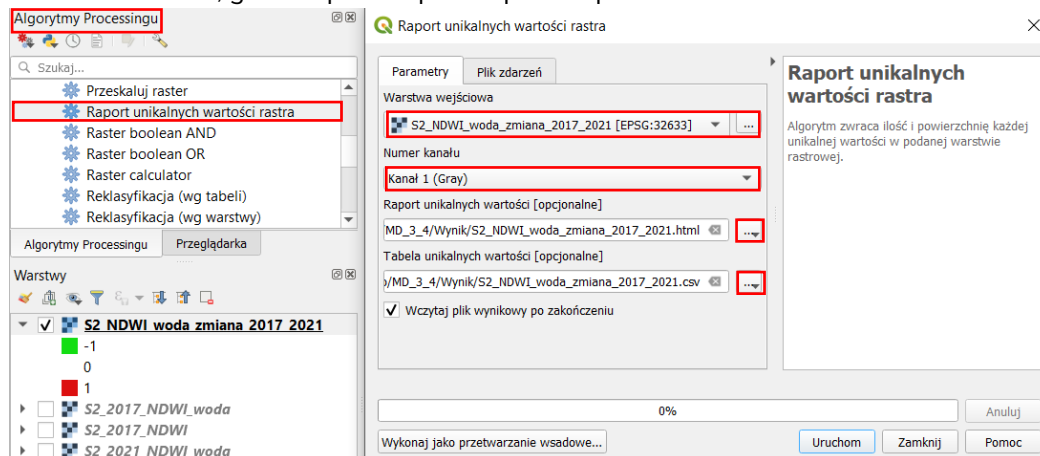 Algorytmy Processingu
Szukaj...
Przeskaluj raster
Raport unikalnych wartości rastra
Raster boolean AND
Raster boolean OR
Raster calculator
Reklasyfikacja (wg tabeli)
Reklasyfikacja (wg warstwy)
Algorytmy Processingu
Przeglądarka
Warstwy
S2_NDWI_woda_zmiana_2017_2021
-1
0
1
S2_2017_NDWI_woda
S2_2017_NDWI
S2_2021_NDWI_woda
Raport unikalnych wartości rastra
Parametry
Plik zdarzeń
Warstwa wejściowa
S2_NDWI_woda_zmiana_2017_2021 [EPSG:32633]
...
Numer kanału
Kanał 1 (Gray)
Raport unikalnych wartości [opcjonalne]
MD_3_4/Wynik/S2_NDWI_woda_zmiana_2017_2021.html
...
Tabela unikalnych wartości [opcjonalne]
/MD_3_4/Wynik/S2_NDWI_woda_zmiana_2017_2021.csv
...
Wczytaj plik wynikowy po zakończeniu
Raport unikalnych
wartości rastra
Algorytm zwraca ilość i powierzchnię każdej
unikalnej wartości w podanej warstwie
rastrowej.
0%
Anuluj
Wykonaj jako przetwarzanie wsadowe...
Uruchom
Zamknij
Pomoc